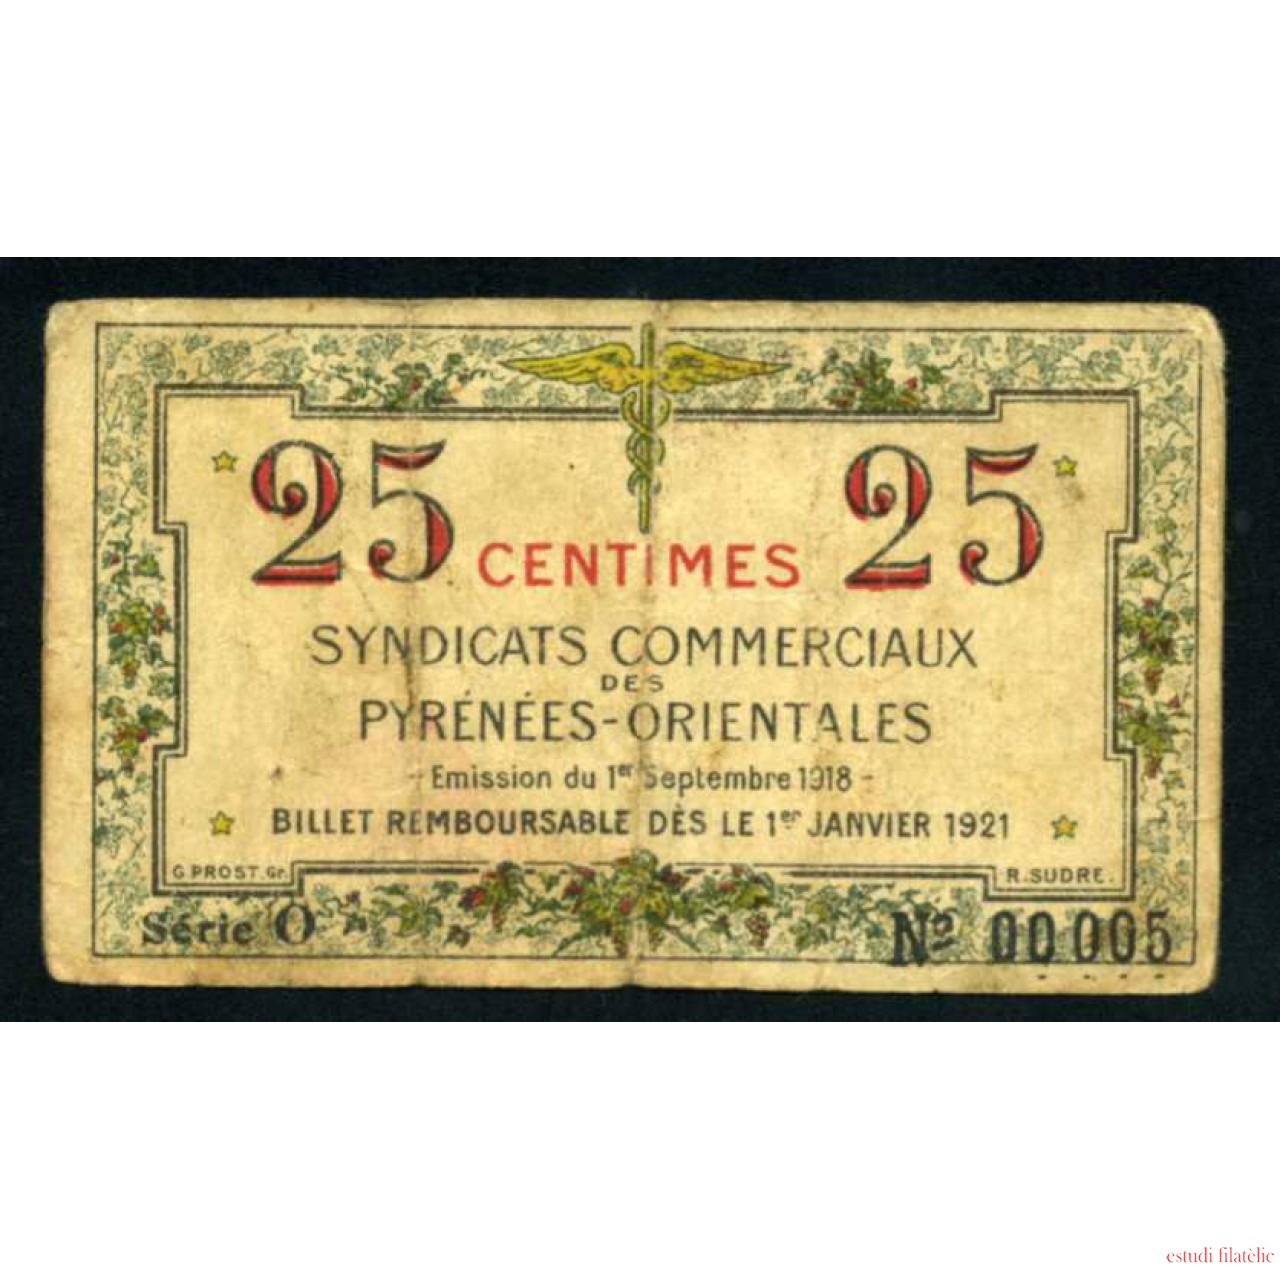 25 CENTIMES 25
SYNDICATS COMMERCIAUX
DES
PYRÉNÉES-ORIENTALES
- Emission du 1er Septembre 1918 -
BILLET REMBOURSABLE DÈS LE 1er JANVIER 1921
G PROST. Gr. R. SUDRE.
Série O Nº 00005
estudi filatèlic